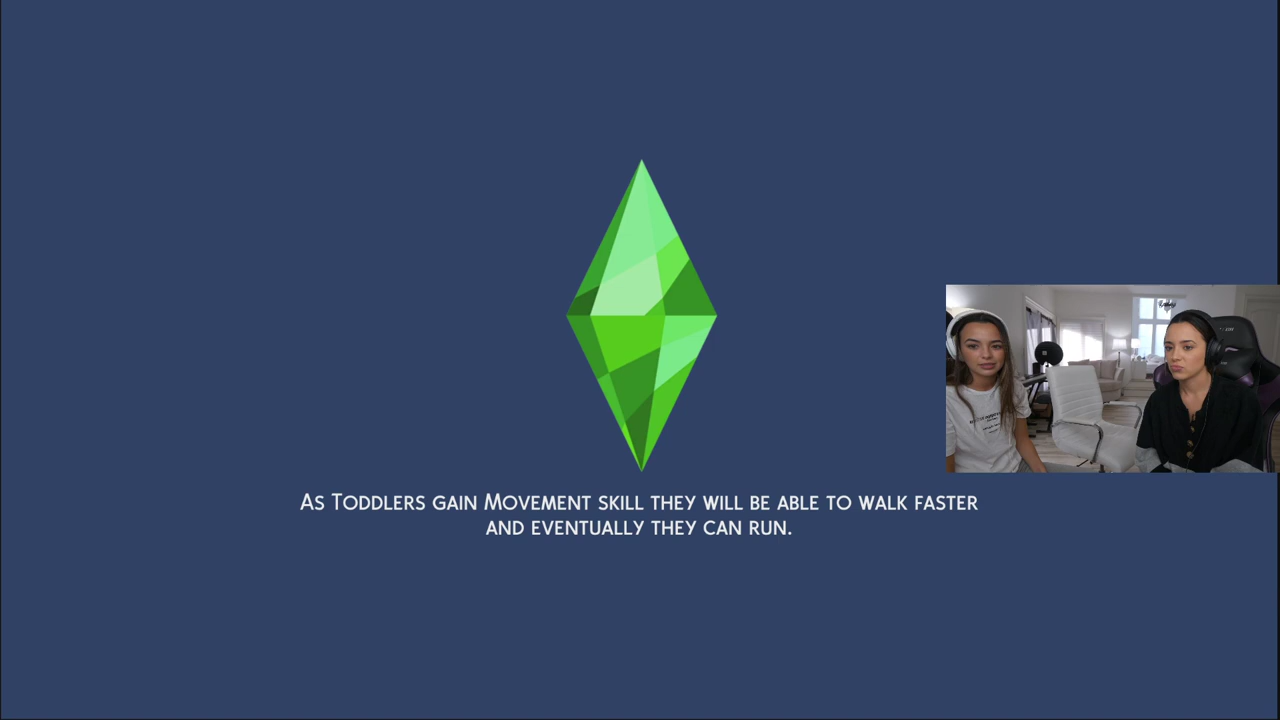 As Toddlers gain Movement skill they will be able to walk faster
and eventually they can run.